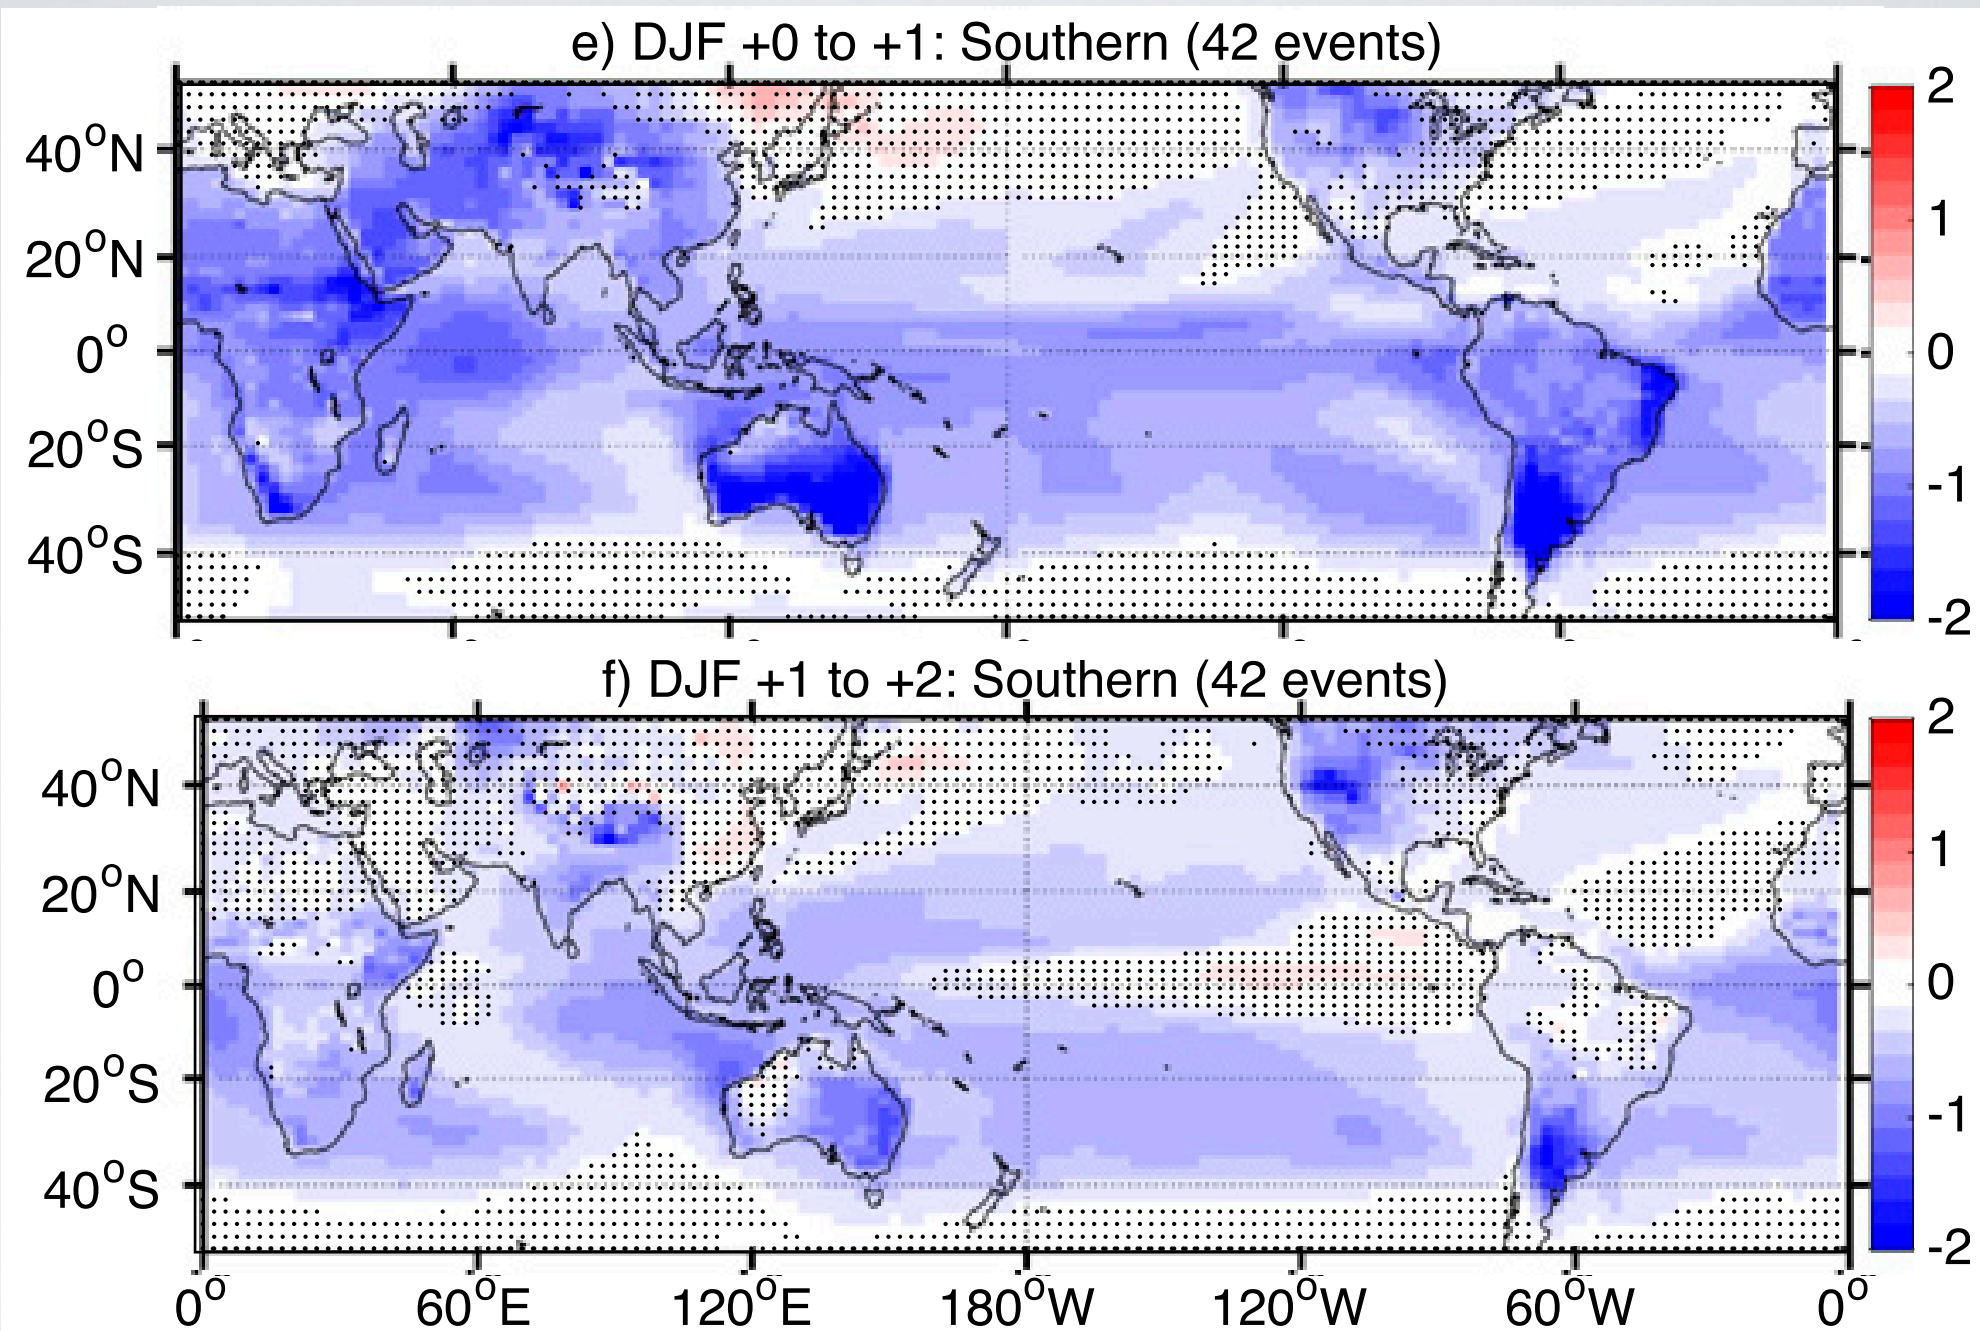 e) DJF +0 to +1: Southern (42 events)
2
40°N
1
20°N
0°
0
20°S
-1
40°S
-2
f) DJF +1 to +2: Southern (42 events)
2
40°N
1
20°N
0°
0
20°S
-1
40°S
-2
0° 60°E 120°E 180°W 120°W 60°W 0°